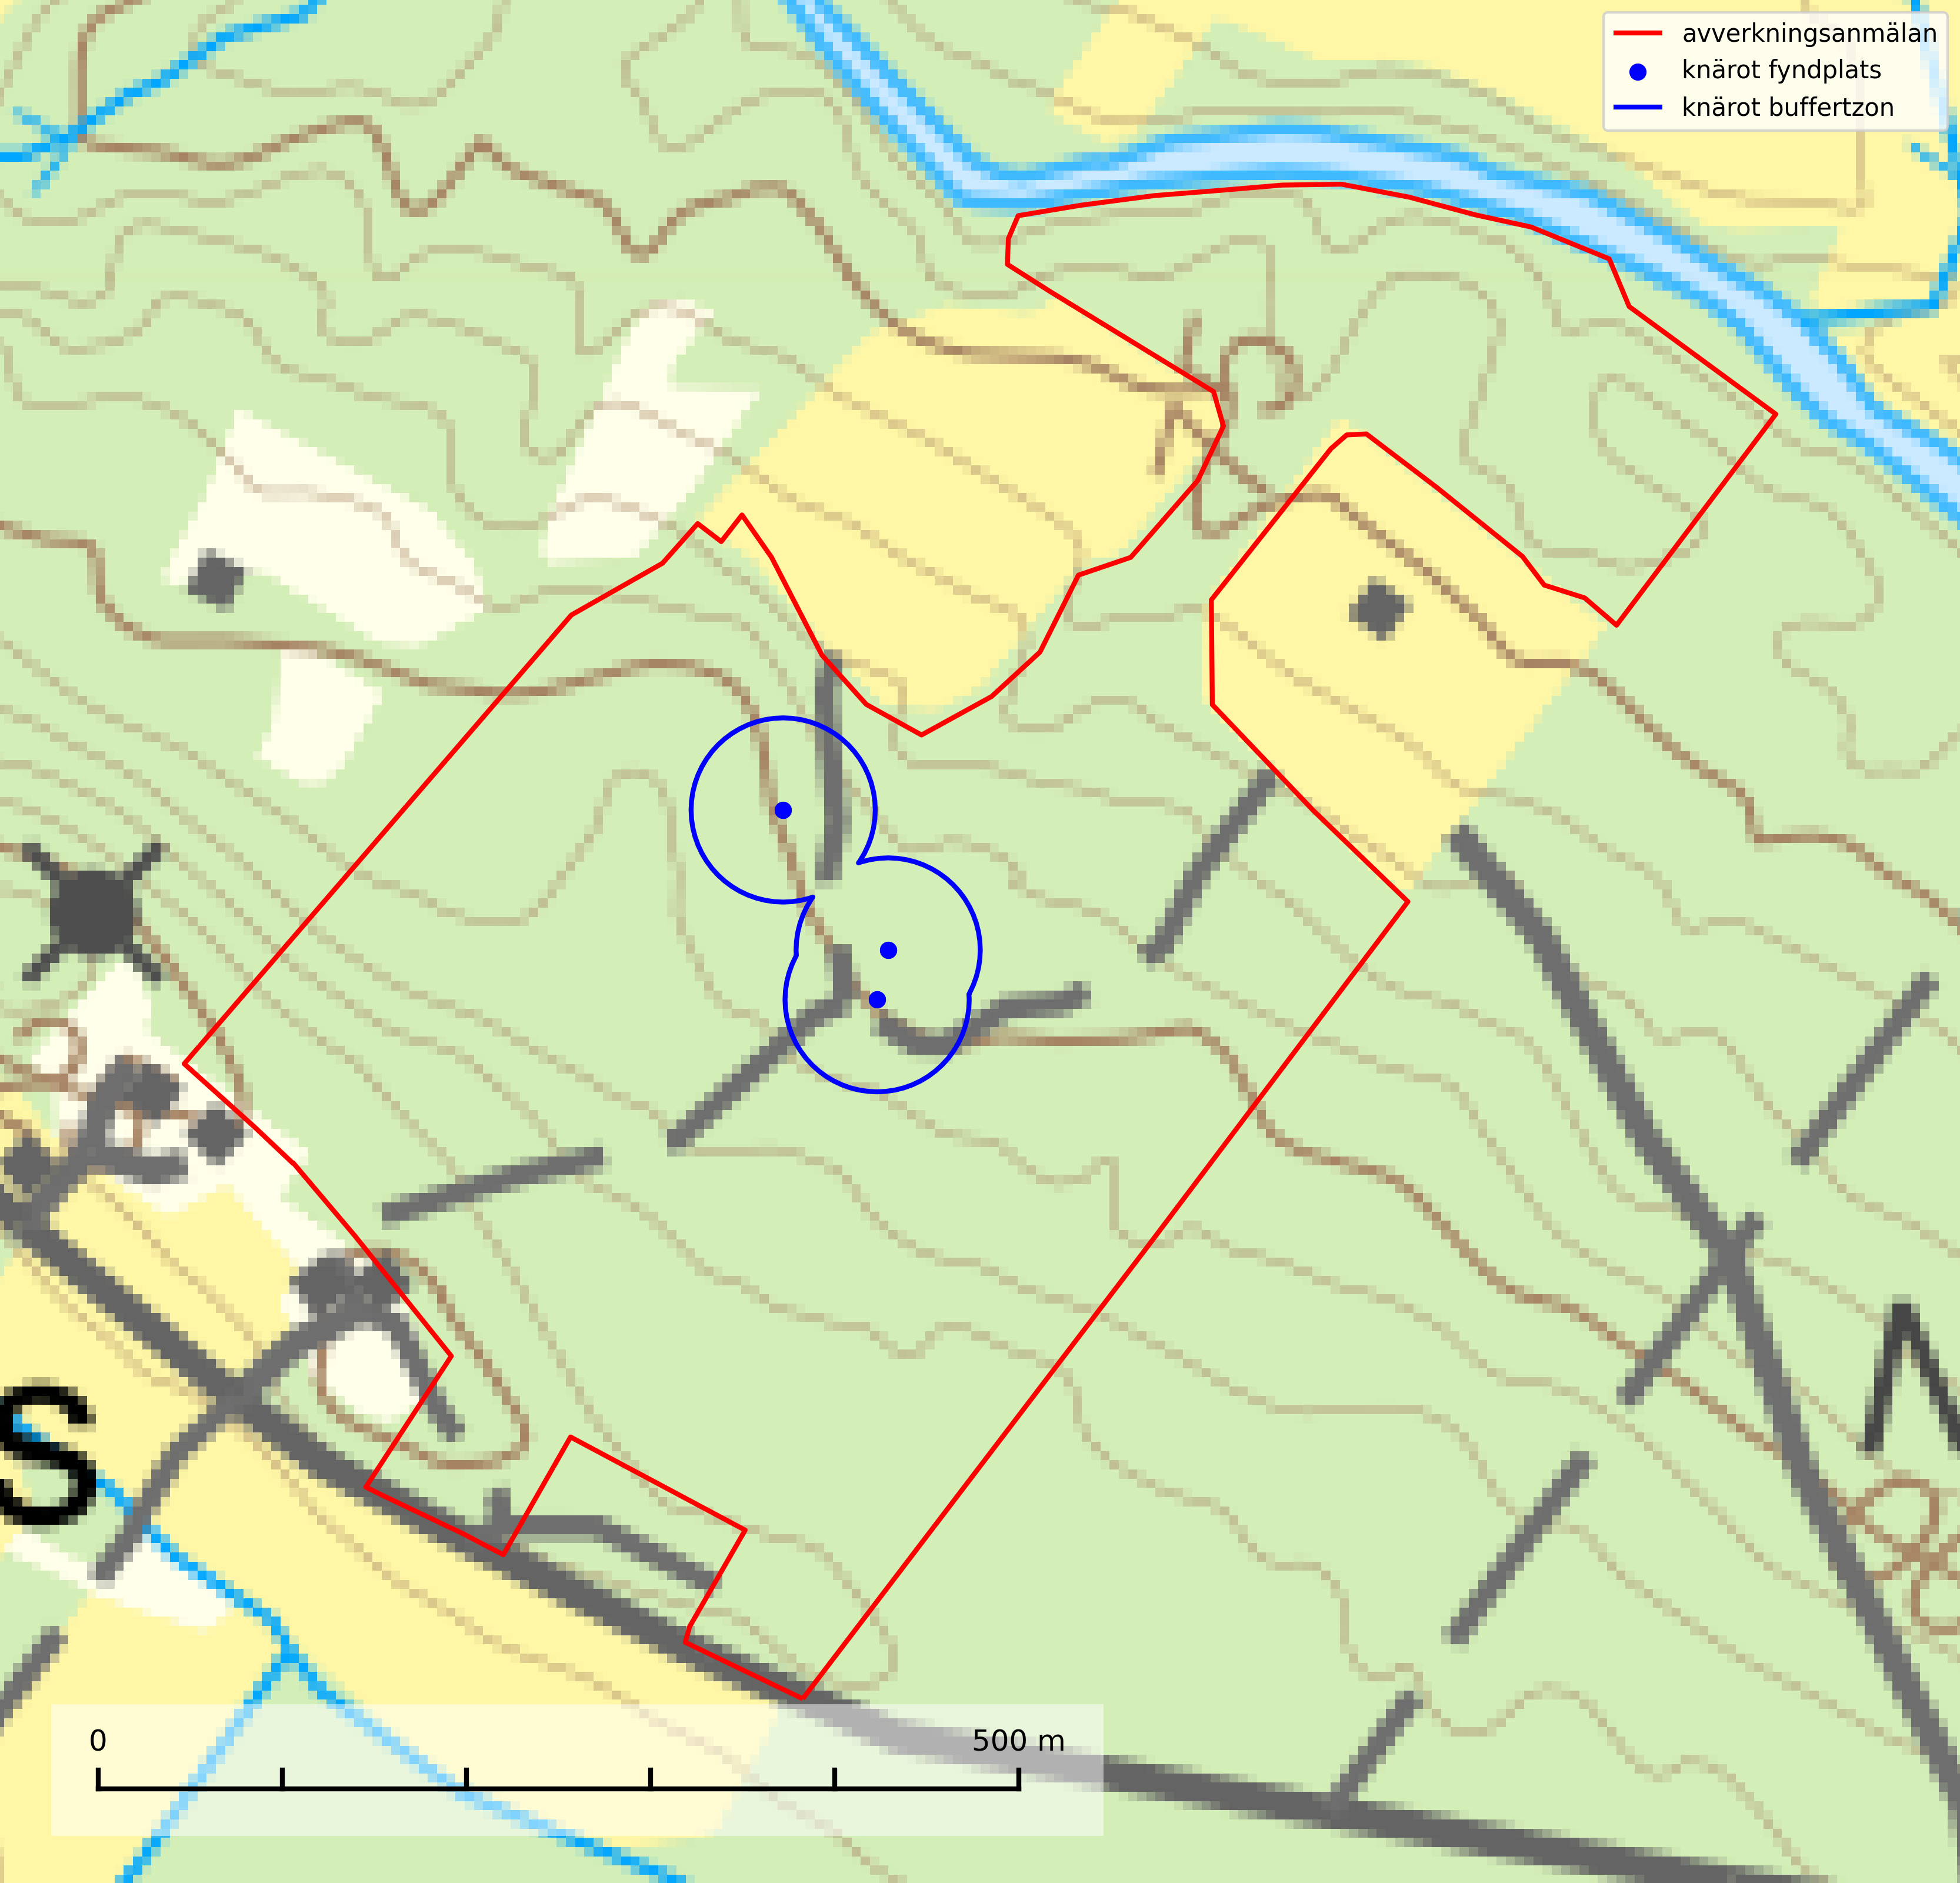 avverkningsanmälan
knärot fyndplats
knärot buffertzon
S
0 500 m